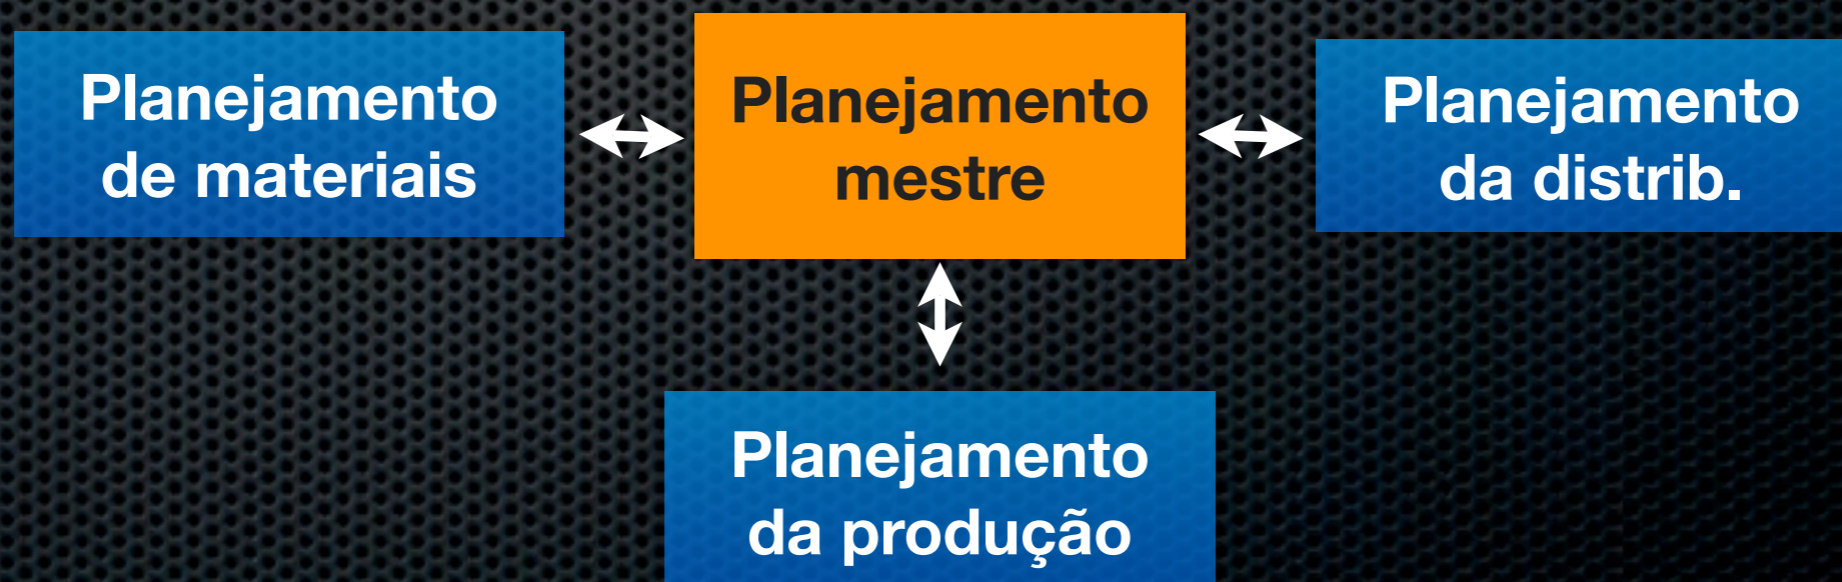 Planejamento
de materiais
Planejamento
mestre
Planejamento
da distrib.
Planejamento
da produção